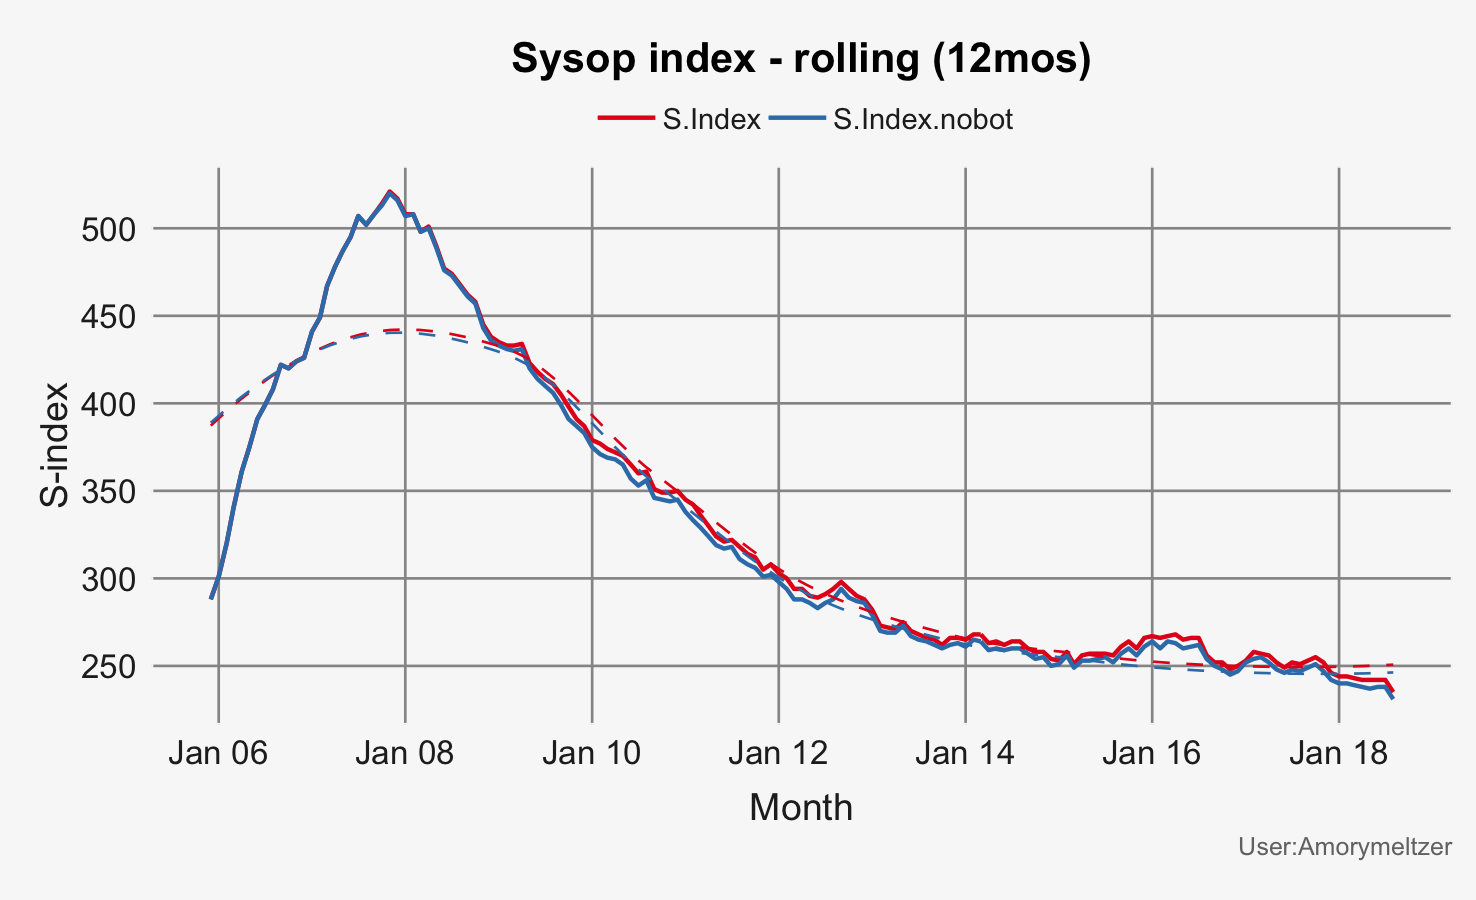 Sysop index - rolling (12mos)
S.Index S.Index.nobot
500
450
400
350
300
250
S-index
Jan 06 Jan 08 Jan 10 Jan 12 Jan 14 Jan 16 Jan 18
Month
User:Amorymeltzer